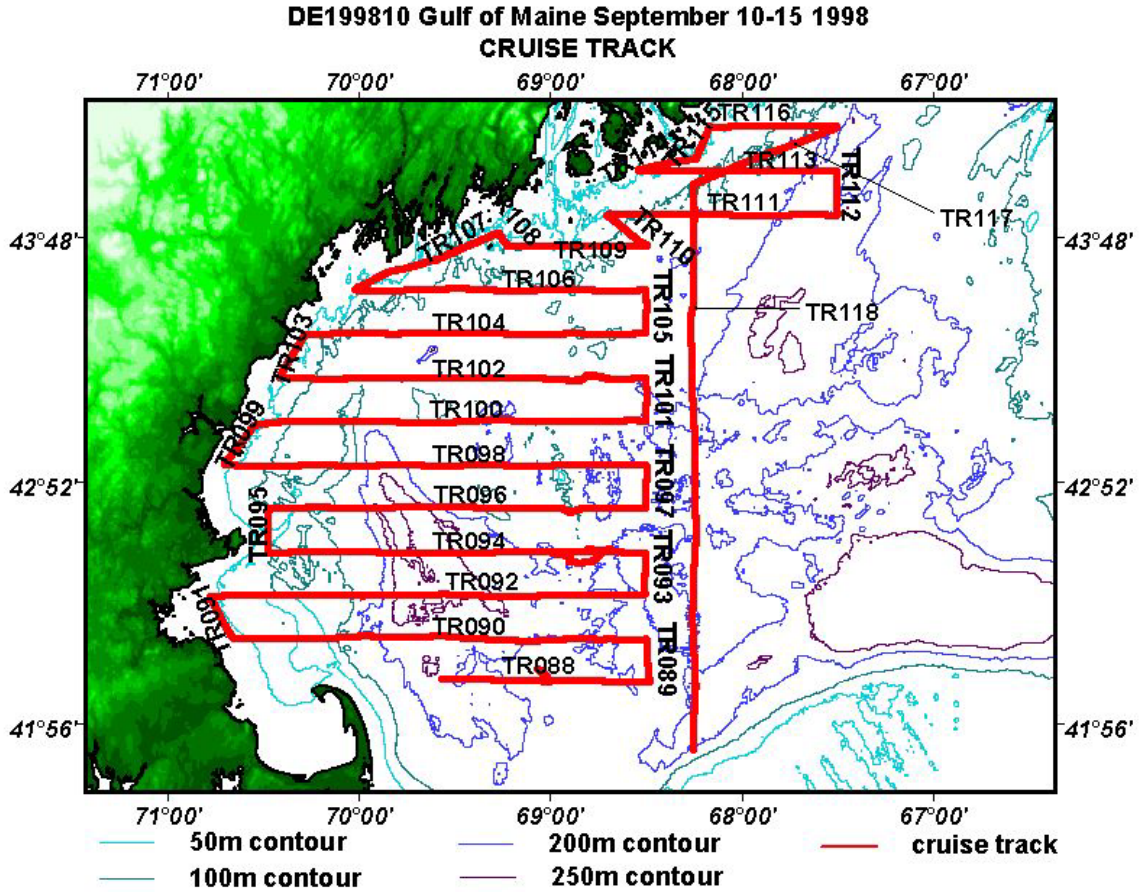 DE199810 Gulf of Maine September 10-15 1998
CRUISE TRACK
71°00' 70°00' 69°00' 68°00' 67°00'
TR116
TR115
TR113
TR112
TR111
TR117
43°48' 43°48'
TR107
108
TR109
TR110
TR106
TR105
TR118
TR104
TR103
TR102
TR101
TR100
TR099
TR098
TR097
42°52' 42°52'
TR096
TR095
TR094
TR093
TR092
TR091
TR090
TR089
TR088
41°56' 41°56'
71°00' 70°00' 69°00' 68°00' 67°00'
50m contour 200m contour cruise track
100m contour 250m contour